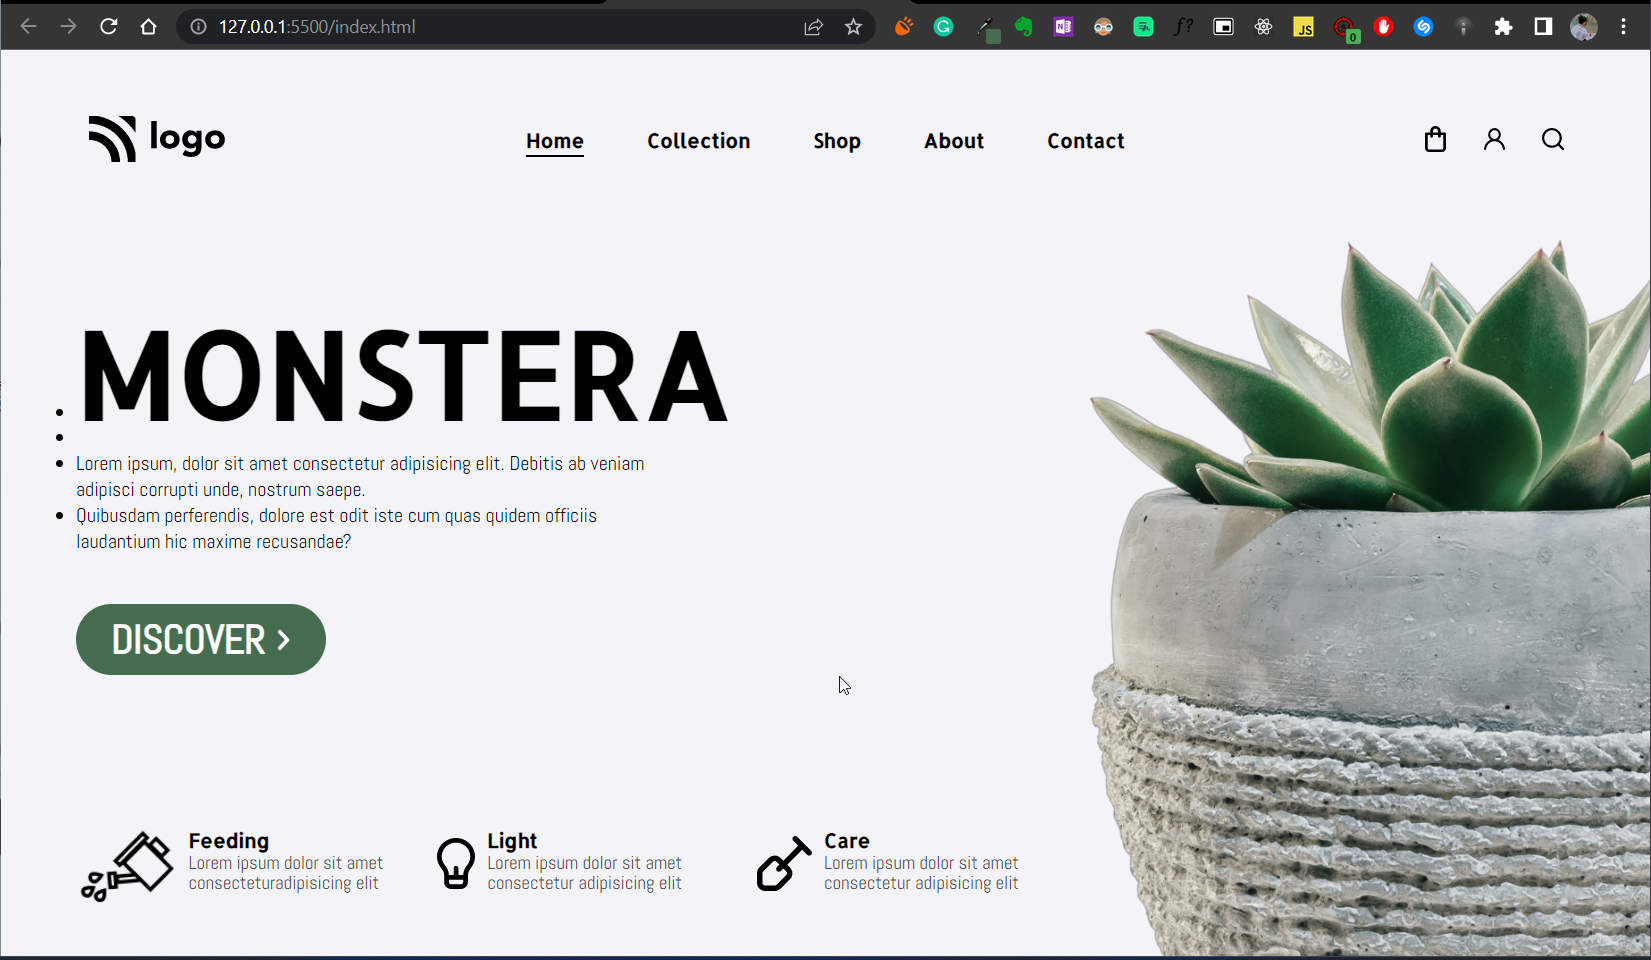 127.0.0.1:5500/index.html
JS
0
logo
Home Collection Shop About Contact
MONSTERA
Lorem ipsum, dolor sit amet consectetur adipisicing elit. Debitis ab veniam
adipisci corrupti unde, nostrum saepe.
Quibusdam perferendis, dolore est odit iste cum quas quidem officiis
laudantium hic maxime recusandae?
DISCOVER
Feeding
Lorem ipsum dolor sit amet
consecteturadipisicing elit
Light
Lorem ipsum dolor sit amet
consectetur adipisicing elit
Care
Lorem ipsum dolor sit amet
consectetur adipisicing elit